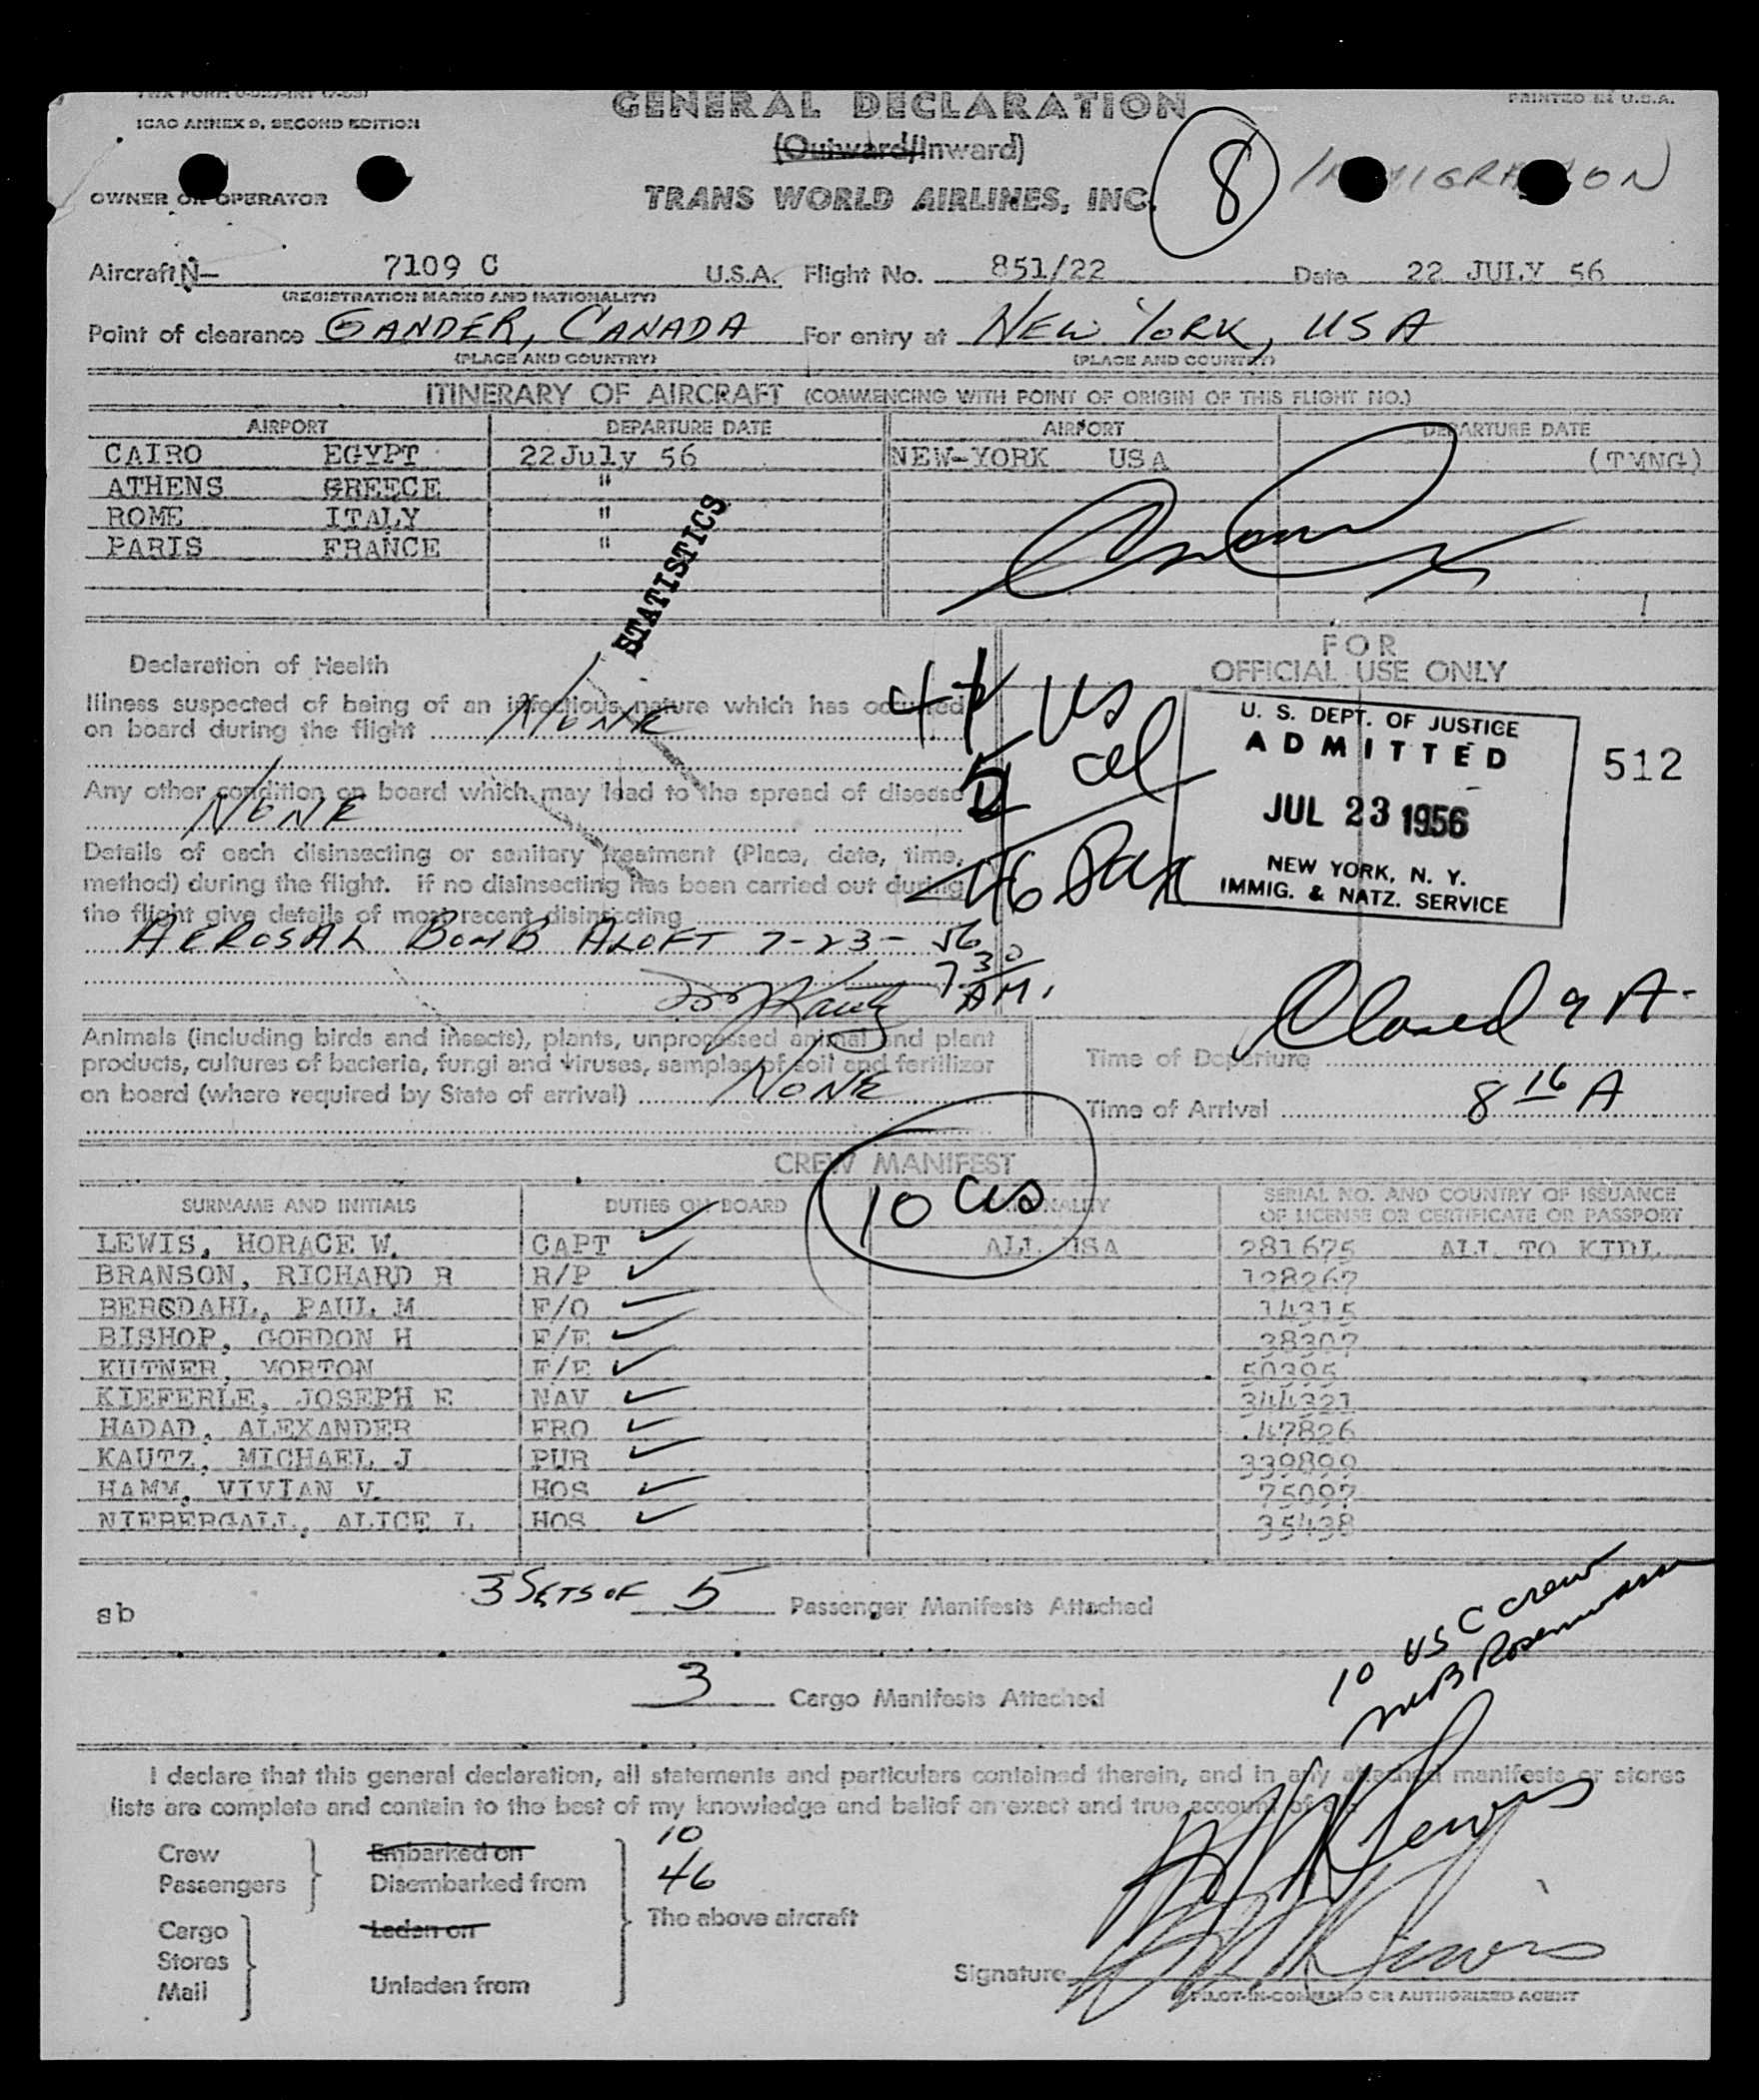 ICAO ANNEX 9, SECOND EDITION
PRINTED IN U.S.A.
GENERAL DECLARATION
(Outward/Inward)
8
IMMIGRATION
OWNER OR OPERATOR
TRANS WORLD AIRLINES, INC.
Aircraft N- 7109 C U.S.A. Flight No. 851/22 Date 22 JULY 56
(REGISTRATION MARKS AND NATIONALITY)
Point of clearance GANDER, CANADA For entry at NEW YORK, USA
(PLACE AND COUNTRY) (PLACE AND COUNTRY)
ITINERARY OF AIRCRAFT (COMMENCING WITH POINT OF ORIGIN OF THIS FLIGHT NO.)
AIRPORT DEPARTURE DATE AIRPORT DEPARTURE DATE
CAIRO EGYPT 22July 56 NEW-YORK USA (TMNG)
ATHENS GREECE "
ROME ITALY "
PARIS FRANCE "
STATISTICS
Declaration of Health
FOR
OFFICIAL USE ONLY
Illness suspected of being of an infectious nature which has occurred
on board during the flight NONE
US
5
46 Pax
U. S. DEPT. OF JUSTICE
ADMITTED
JUL 23 1956
NEW YORK, N. Y.
IMMIG. & NATZ. SERVICE
512
Any other condition on board which may lead to the spread of disease
NONE
Details of each disinsecting or sanitary treatment (Place, date, time,
method) during the flight. if no disinsecting has been carried out during
the flight give details of most recent disinsecting
AEROSAL BOMB ALOFT 7-23-56
7 30 AM.
MJKautz
Closed 9 A-
Animals (including birds and insects), plants, unprocessed animal and plant
products, cultures of bacteria, fungi and viruses, samples of soil and fertilizer
on board (where required by State of arrival) NONE
Time of Departure
Time of Arrival 8 16 A
CREW MANIFEST
10 US
SURNAME AND INITIALS DUTIES ON BOARD NATIONALITY SERIAL NO. AND COUNTRY OF ISSUANCE
OF LICENSE OR CERTIFICATE OR PASSPORT
LEWIS, HORACE W. CAPT ALL USA 281675 ALL TO KIDL
BRANSON, RICHARD R R/P 128267
BERGDAHL, PAUL M F/O 14315
BISHOP, GORDON H F/E 38307
KUTNER, MORTON F/E 50395
KIEFERLE, JOSEPH E NAV 344321
HADAD, ALEXANDER FRO 47826
KAUTZ, MICHAEL J PUR 339899
HAMM, VIVIAN V. HOS 75097
NIEBERGALL, ALICE L HOS 35438
sb
3 SETS OF 5 Passenger Manifests Attached
10 USC crew
3 Cargo Manifests Attached
I declare that this general declaration, all statements and particulars contained therein, and in any attached manifests or stores
lists are complete and contain to the best of my knowledge and belief an exact and true account of all
Crew Embarked on 10
Passengers Disembarked from 46
Cargo Laden on The above aircraft
Stores
Mail Unladen from
HW Lewis
Signature HW Lewis
PILOT-IN-COMMAND OR AUTHORIZED AGENT